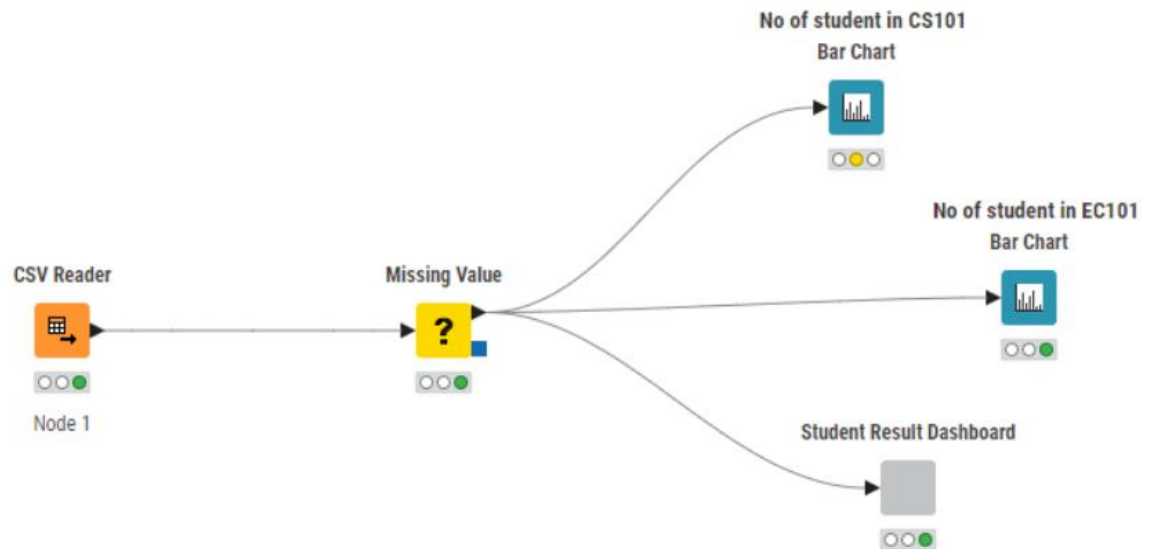 No of student in CS101
Bar Chart
No of student in EC101
Bar Chart
CSV Reader
Missing Value
?
Node 1
Student Result Dashboard